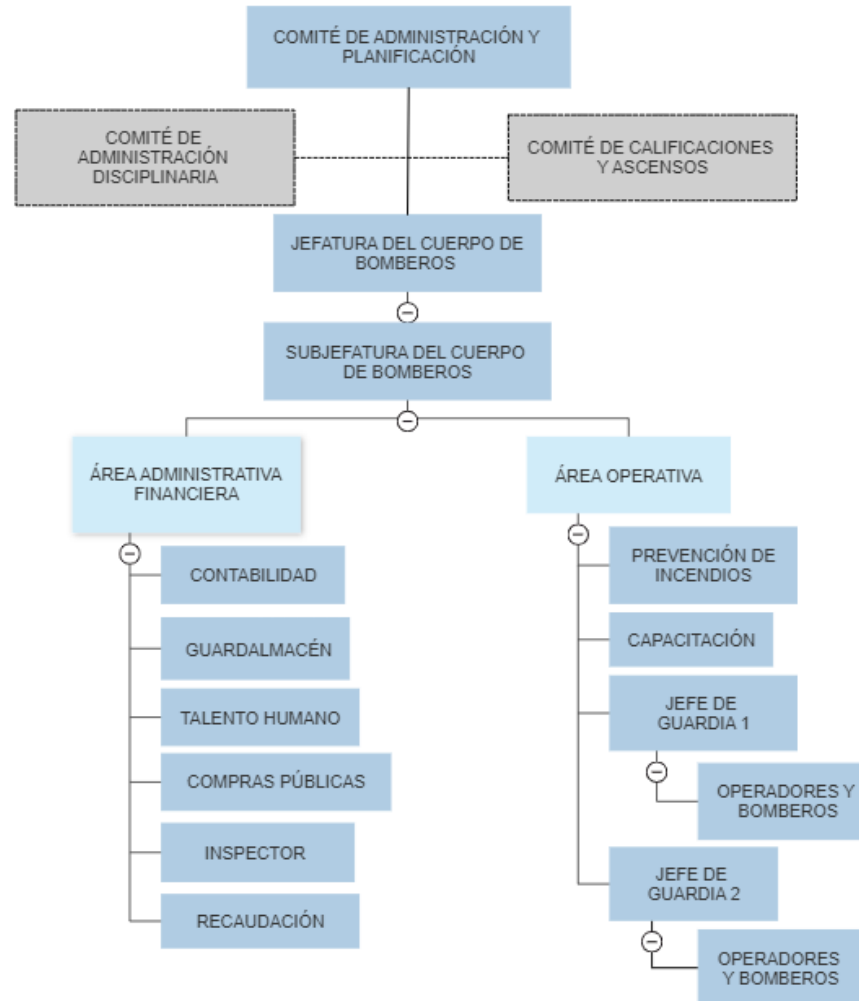 COMITÉ DE ADMINISTRACIÓN Y
PLANIFICACIÓN
COMITÉ DE
ADMINISTRACIÓN
DISCIPLINARIA
COMITÉ DE CALIFICACIONES
Y ASCENSOS
JEFATURA DEL CUERPO DE
BOMBEROS
SUBJEFATURA DEL CUERPO
DE BOMBEROS
ÁREA ADMINISTRATIVA
FINANCIERA
CONTABILIDAD
GUARDALMACÉN
TALENTO HUMANO
COMPRAS PÚBLICAS
INSPECTOR
RECAUDACIÓN
ÁREA OPERATIVA
PREVENCIÓN DE
INCENDIOS
CAPACITACIÓN
JEFE DE
GUARDIA 1
OPERADORES Y
BOMBEROS
JEFE DE
GUARDIA 2
OPERADORES
Y BOMBEROS